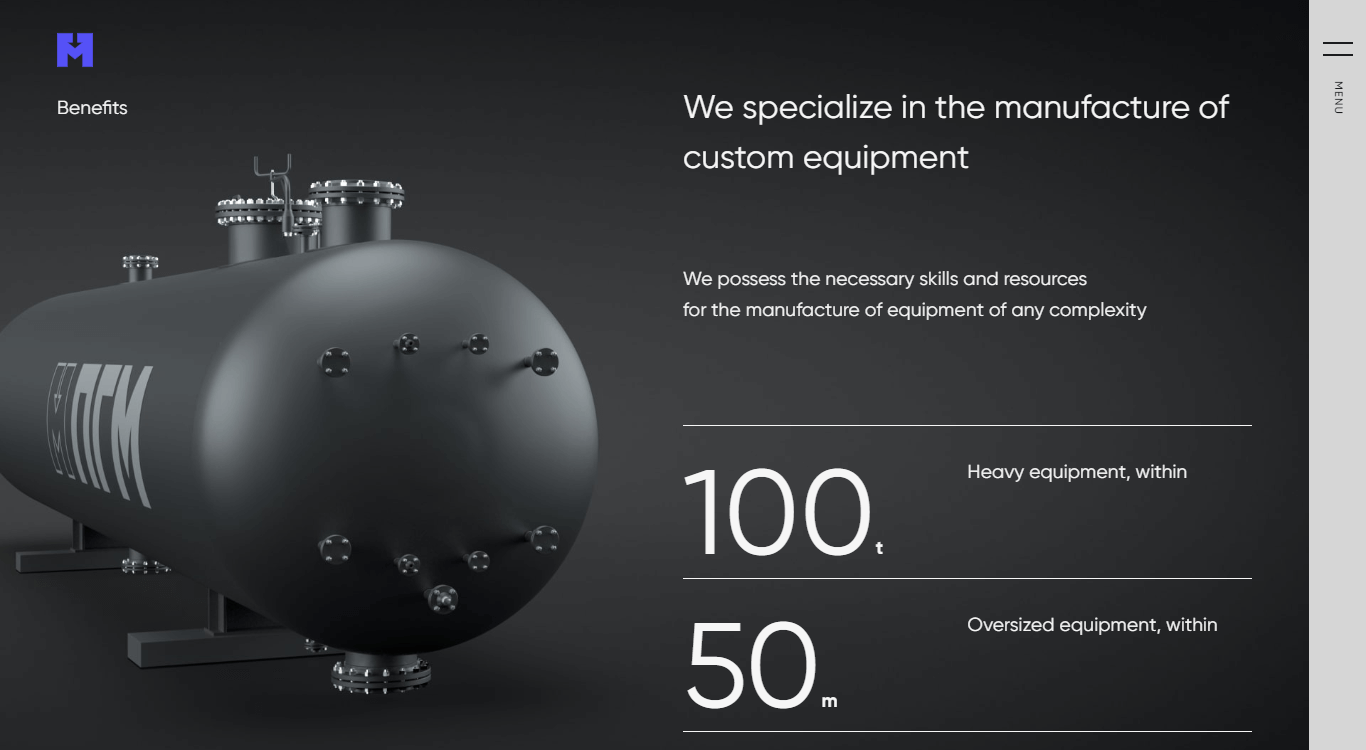 Benefits
We specialize in the manufacture of
custom equipment
We possess the necessary skills and resources
for the manufacture of equipment of any complexity
100 t
Heavy equipment, within
50 m
Oversized equipment, within
MENU
ПСМ